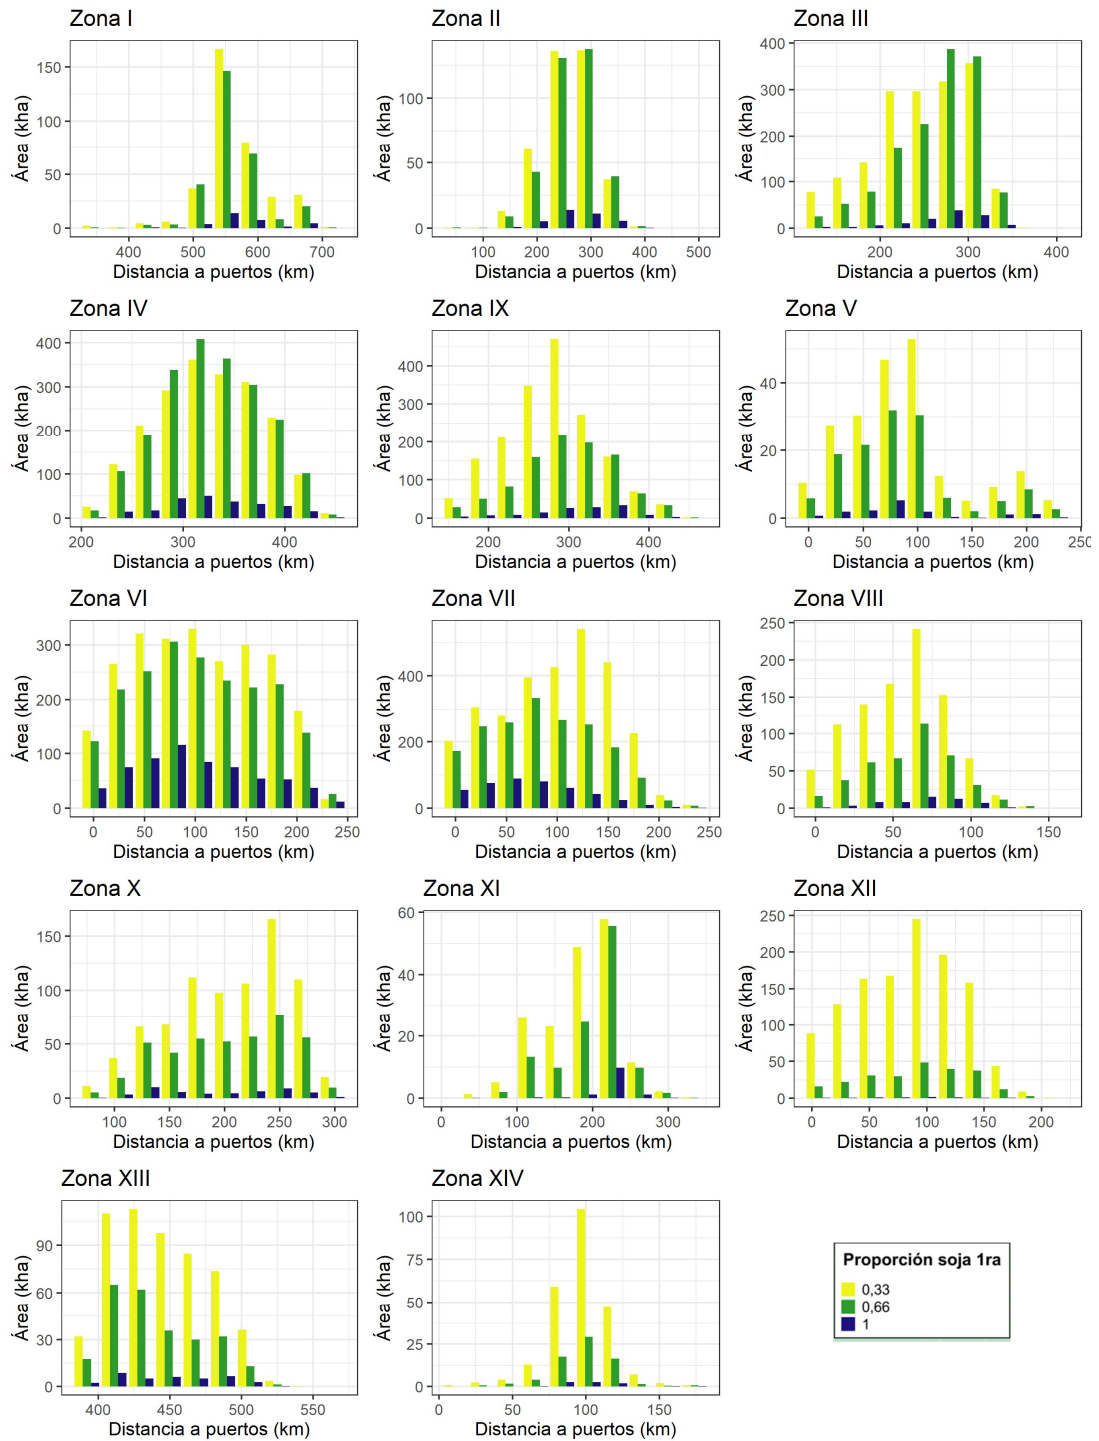 Zona I
Zona II
Zona III
Área (kha)
150
100
50
0
400
500
600
700
Distancia a puertos (km)
Área (kha)
100
50
0
100
200
300
400
500
Distancia a puertos (km)
Área (kha)
400
300
200
100
0
200
300
400
Distancia a puertos (km)
Zona IV
Zona IX
Zona V
Área (kha)
400
300
200
100
0
200
300
400
Distancia a puertos (km)
Área (kha)
400
300
200
100
0
200
300
400
Distancia a puertos (km)
Área (kha)
40
20
0
0
50
100
150
200
250
Distancia a puertos (km)
Zona VI
Zona VII
Zona VIII
Área (kha)
300
200
100
0
0
50
100
150
200
250
Distancia a puertos (km)
Área (kha)
400
200
0
0
50
100
150
200
250
Distancia a puertos (km)
Área (kha)
250
200
150
100
50
0
0
50
100
150
Distancia a puertos (km)
Zona X
Zona XI
Zona XII
Área (kha)
150
100
50
0
100
150
200
250
300
Distancia a puertos (km)
Área (kha)
60
40
20
0
0
100
200
300
Distancia a puertos (km)
Área (kha)
250
200
150
100
50
0
0
50
100
150
200
Distancia a puertos (km)
Zona XIII
Zona XIV
Área (kha)
90
60
30
0
400
450
500
550
Distancia a puertos (km)
Área (kha)
100
75
50
25
0
0
50
100
150
Distancia a puertos (km)
Proporción soja 1ra
0,33
0,66
1